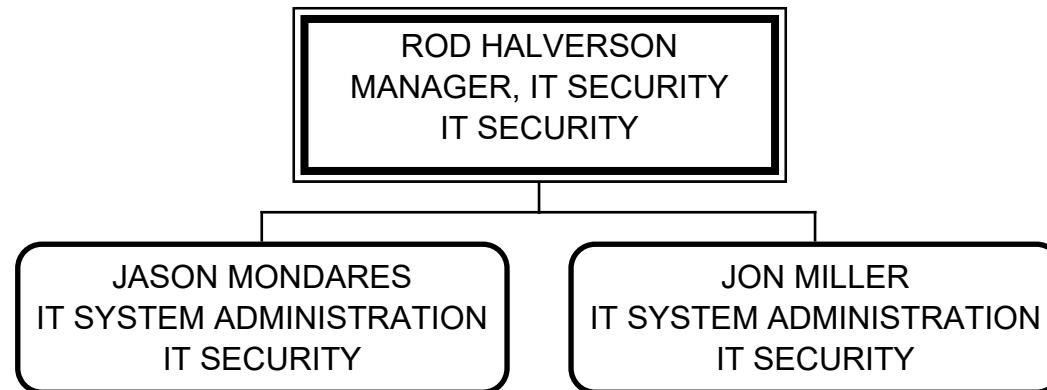 ROD HALVERSON
MANAGER, IT SECURITY
IT SECURITY
JASON MONDARES
IT SYSTEM ADMINISTRATION
IT SECURITY
JON MILLER
IT SYSTEM ADMINISTRATION
IT SECURITY